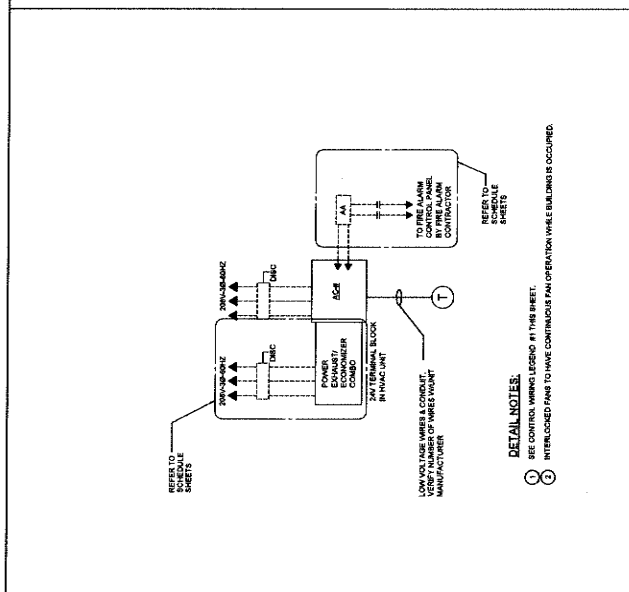 REFER TO
SCHEDULE
SHEETS
208V-3Ø-60HZ
DISC
208V-3Ø-60HZ
DISC
POWER
EXHAUST/
ECONOMIZER
COMBO
AC-#
24V TERMINAL BLOCK
IN HVAC UNIT
AA
TO FIRE ALARM
CONTROL PANEL
BY FIRE ALARM
CONTRACTOR
REFER TO
SCHEDULE
SHEETS
LOW VOLTAGE WIRES & CONDUIT.
VERIFY NUMBER OF WIRES W/UNIT
MANUFACTURER
T
DETAIL NOTES:
1 SEE CONTROL WIRING LEGEND #1 THIS SHEET.
2 INTERLOCKED FANS TO HAVE CONTINUOUS FAN OPERATION WHILE BUILDING IS OCCUPIED.